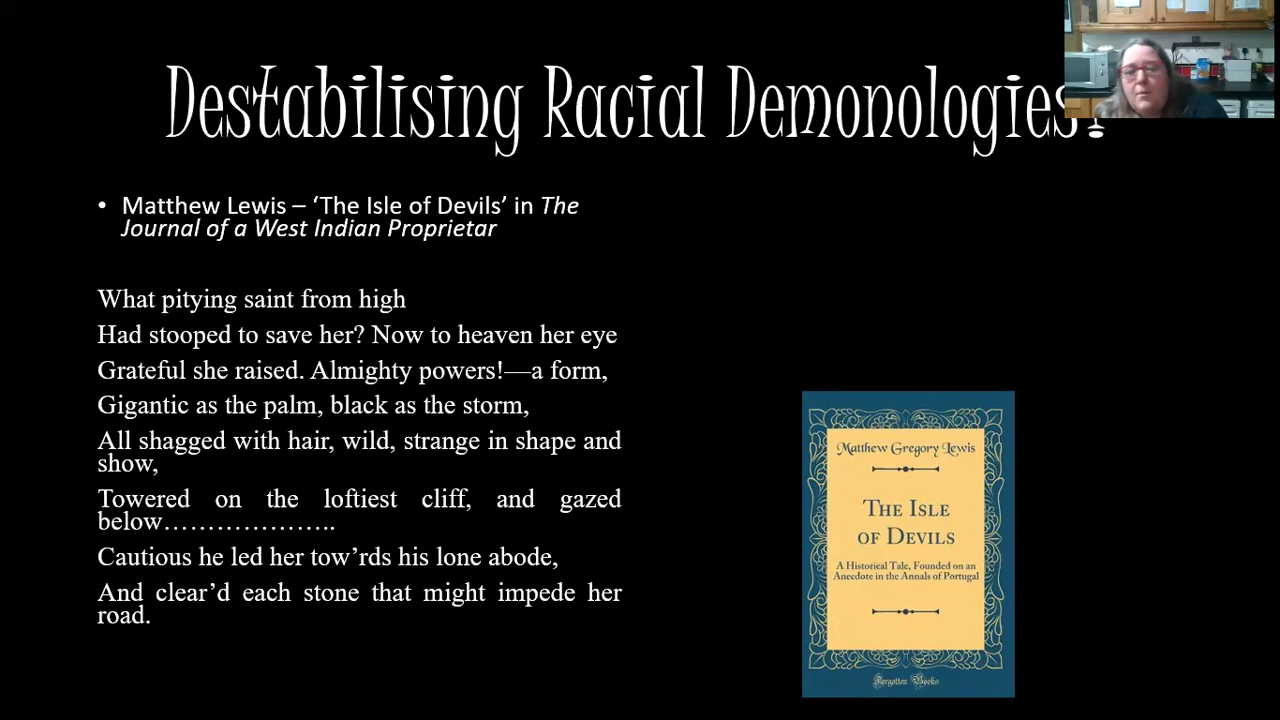 Destabilising Racial Demonologies?
• Matthew Lewis – ‘The Isle of Devils’ in The
Journal of a West Indian Proprietar
What pitying saint from high
Had stooped to save her? Now to heaven her eye
Grateful she raised. Almighty powers!—a form,
Gigantic as the palm, black as the storm,
All shagged with hair, wild, strange in shape and
show,
Towered on the loftiest cliff, and gazed
below………………..
Cautious he led her tow’rds his lone abode,
And clear’d each stone that might impede her
road.
Matthew Gregory Lewis
The Isle
of Devils
A Historical Tale, Founded on an
Anecdote in the Annals of Portugal
Forgotten Books